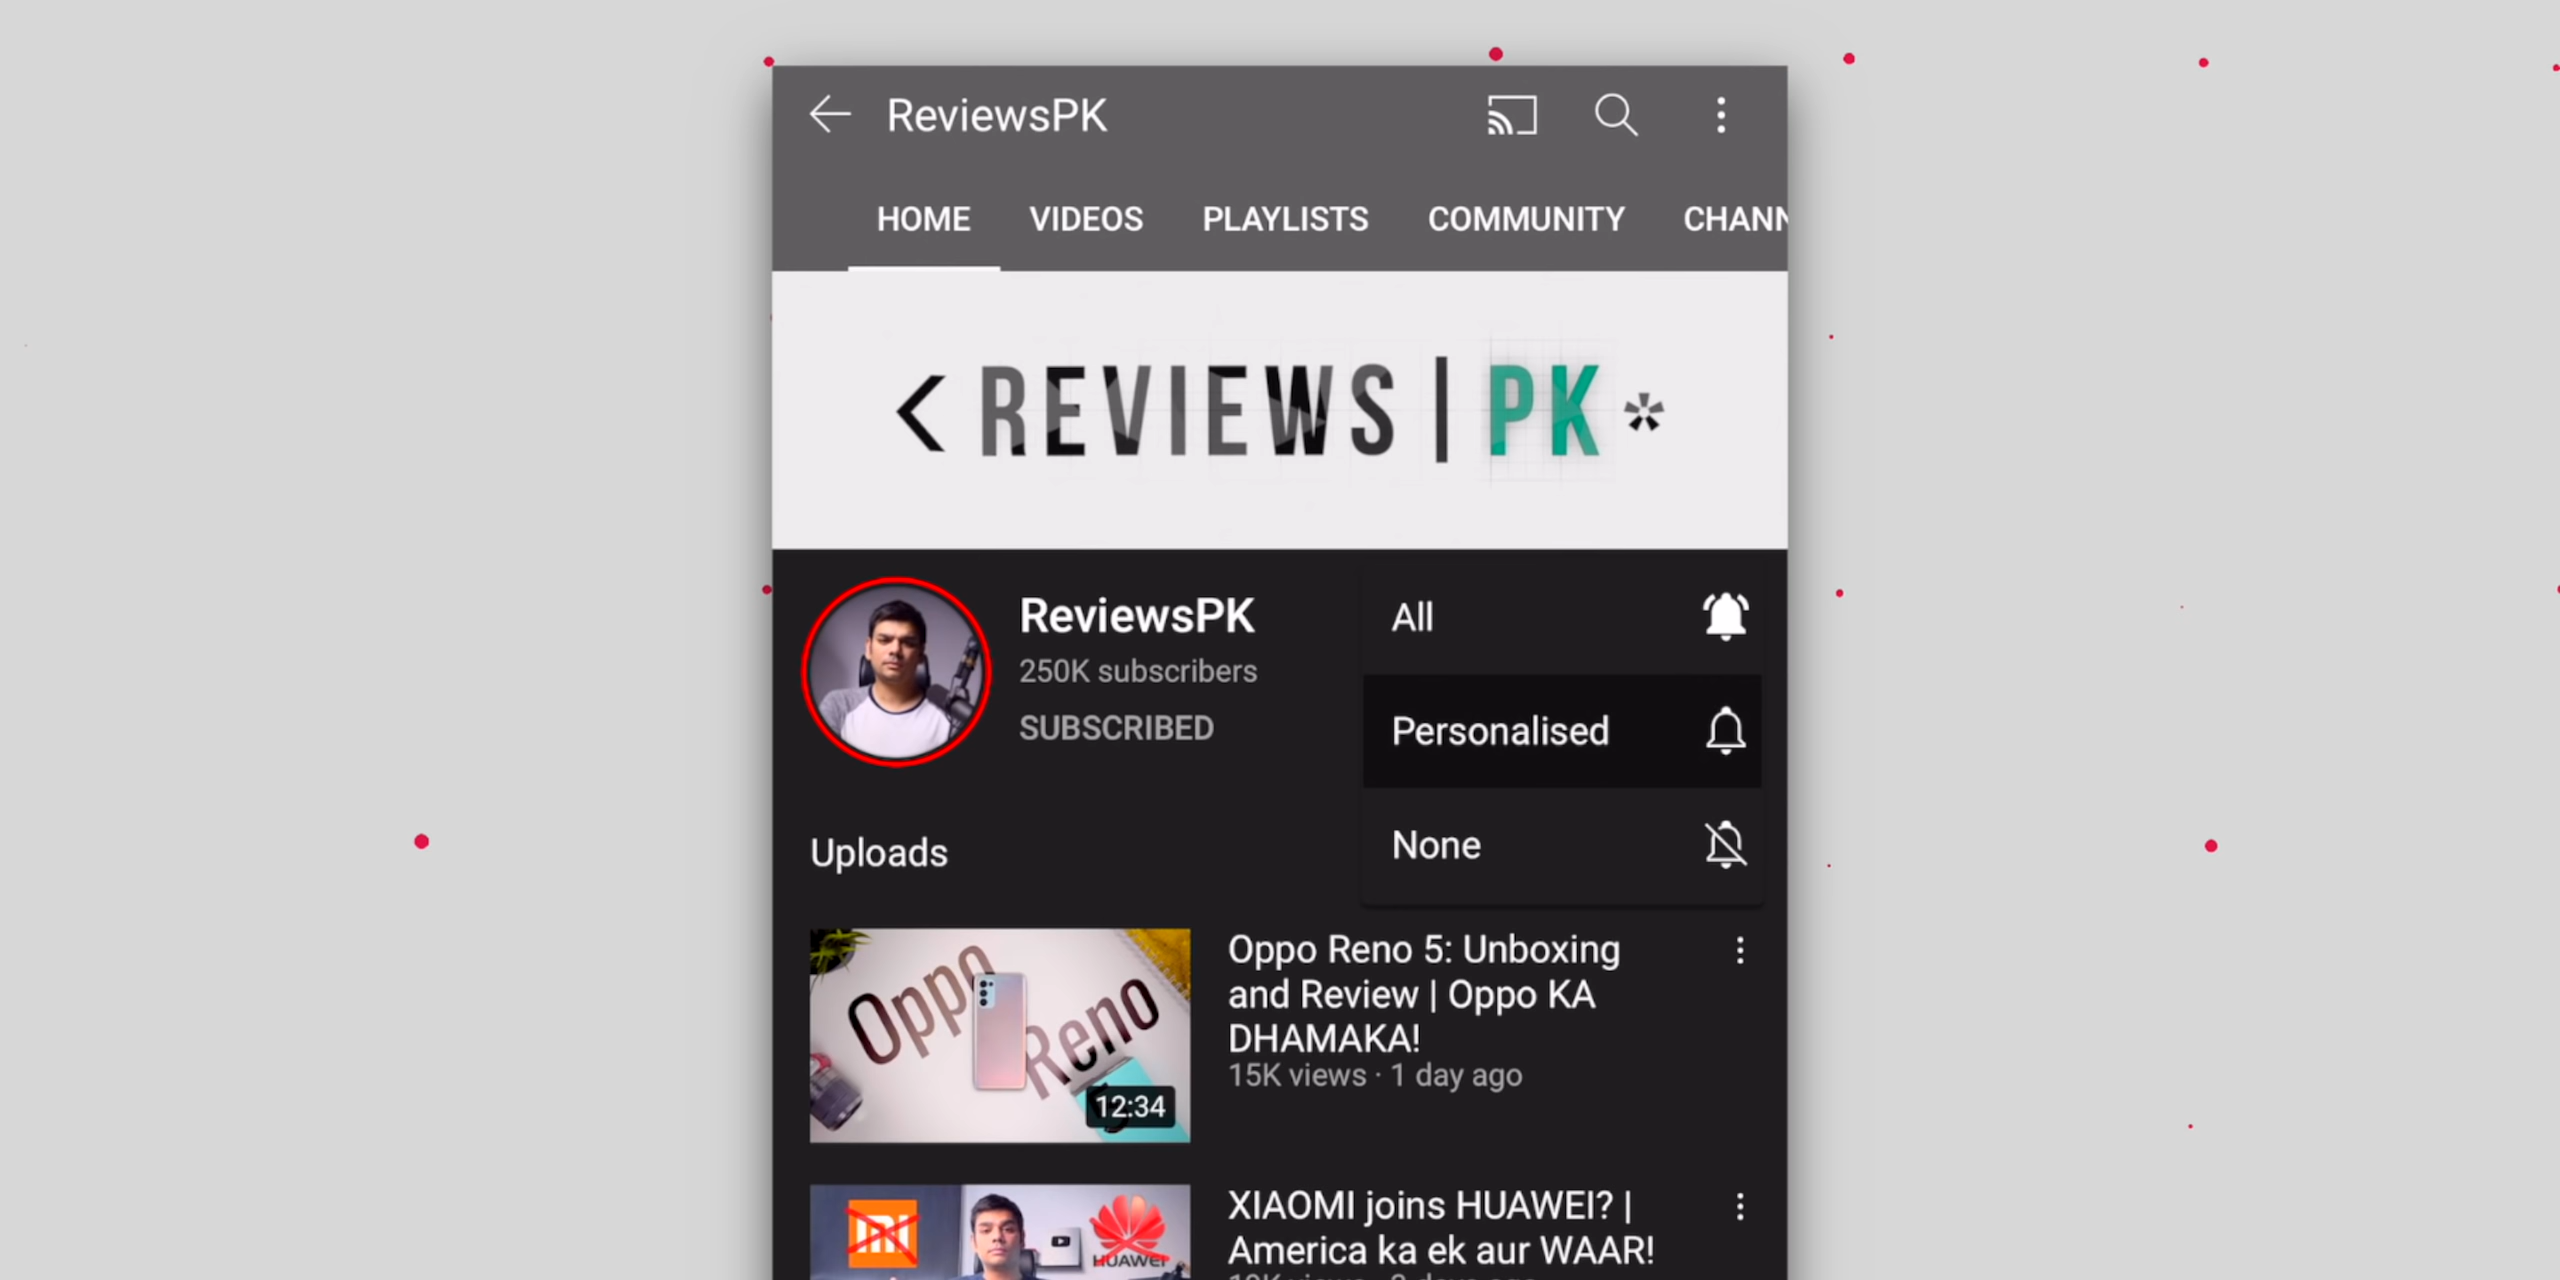 ReviewsPK
HOME VIDEOS PLAYLISTS COMMUNITY CHANN
REVIEWS | PK *
ReviewsPK
250K subscribers
SUBSCRIBED
All
Personalised
None
Uploads
Oppo
Reno
12:34
Oppo Reno 5: Unboxing
and Review | Oppo KA
DHAMAKA!
15K views · 1 day ago
HUAWEI
XIAOMI joins HUAWEI? |
America ka ek aur WAAR!